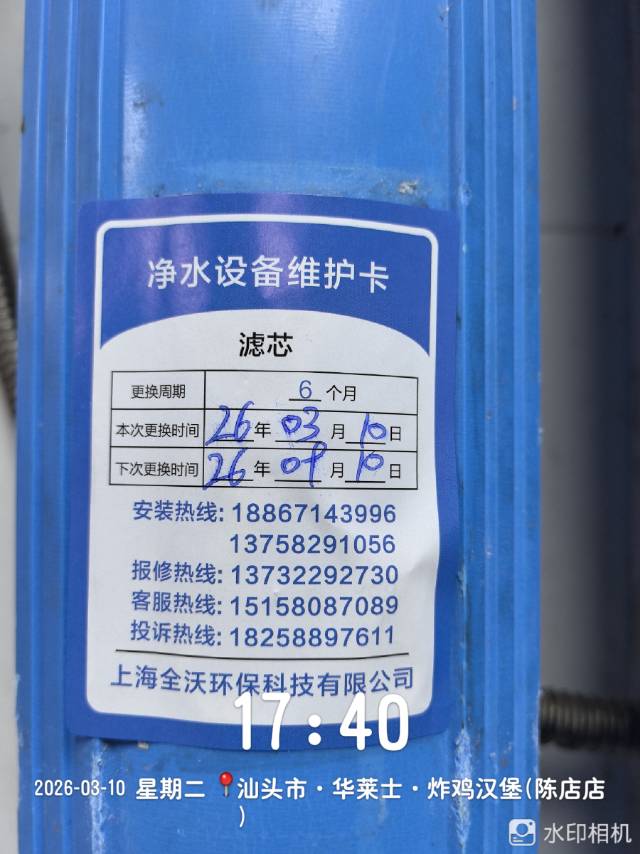 净水设备维护卡
滤芯
更换周期 6 个月
本次更换时间 26 年 03 月 10 日
下次更换时间 26 年 09 月 10 日
安装热线: 18867143996
13758291056
报修热线: 13732292730
客服热线: 15158087089
投诉热线: 18258897611
上海全沃环保科技有限公司
17:40
2026-03-10 星期二 📍汕头市·华莱士·炸鸡汉堡(陈店店
)
水印相机